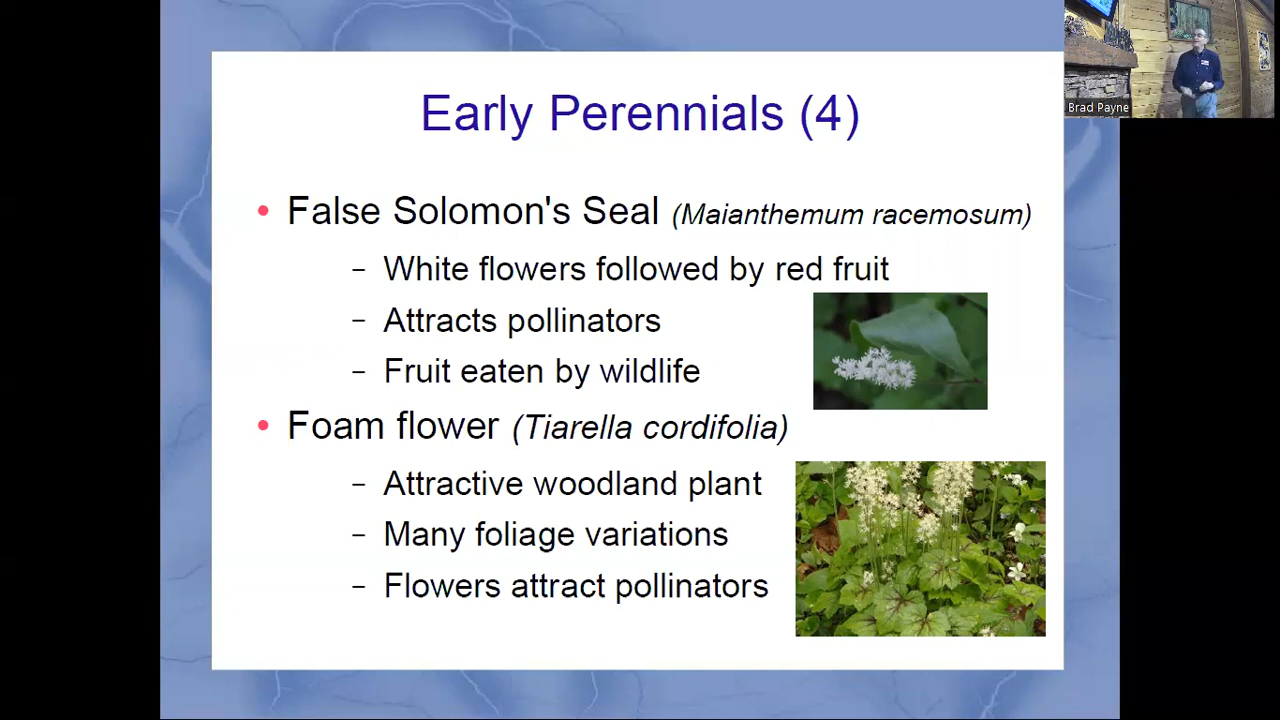 Early Perennials (4)
• False Solomon's Seal (Maianthemum racemosum)
– White flowers followed by red fruit
– Attracts pollinators
– Fruit eaten by wildlife
• Foam flower (Tiarella cordifolia)
– Attractive woodland plant
– Many foliage variations
– Flowers attract pollinators
Brad Payne